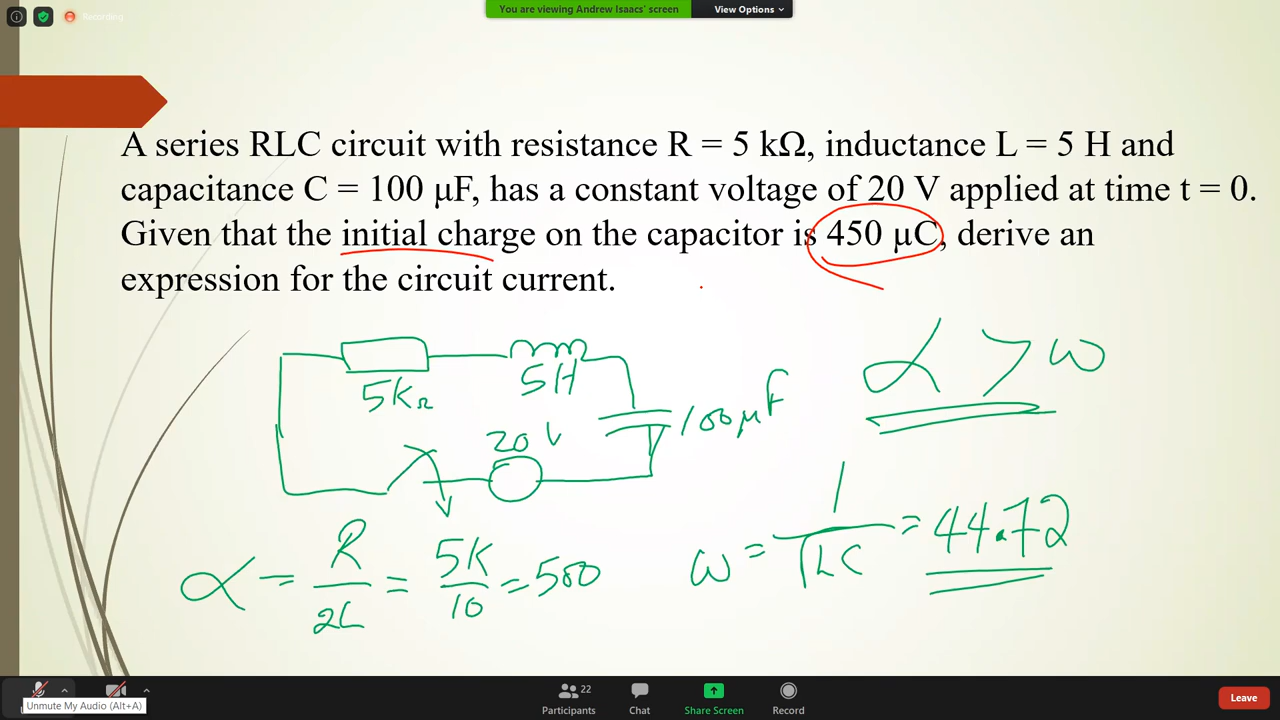 Recording
You are viewing Andrew Isaacs' screen
View Options
A series RLC circuit with resistance R = 5 kΩ, inductance L = 5 H and
capacitance C = 100 μF, has a constant voltage of 20 V applied at time t = 0.
Given that the initial charge on the capacitor is 450 μC, derive an
expression for the circuit current.
5KΩ
5H
100μF
20 V
α > ω
α = R/2L = 5K/10 = 500
ω = 1/√LC = 44.72
Unmute My Audio (Alt+A)
22
Participants
Chat
Share Screen
Record
Leave